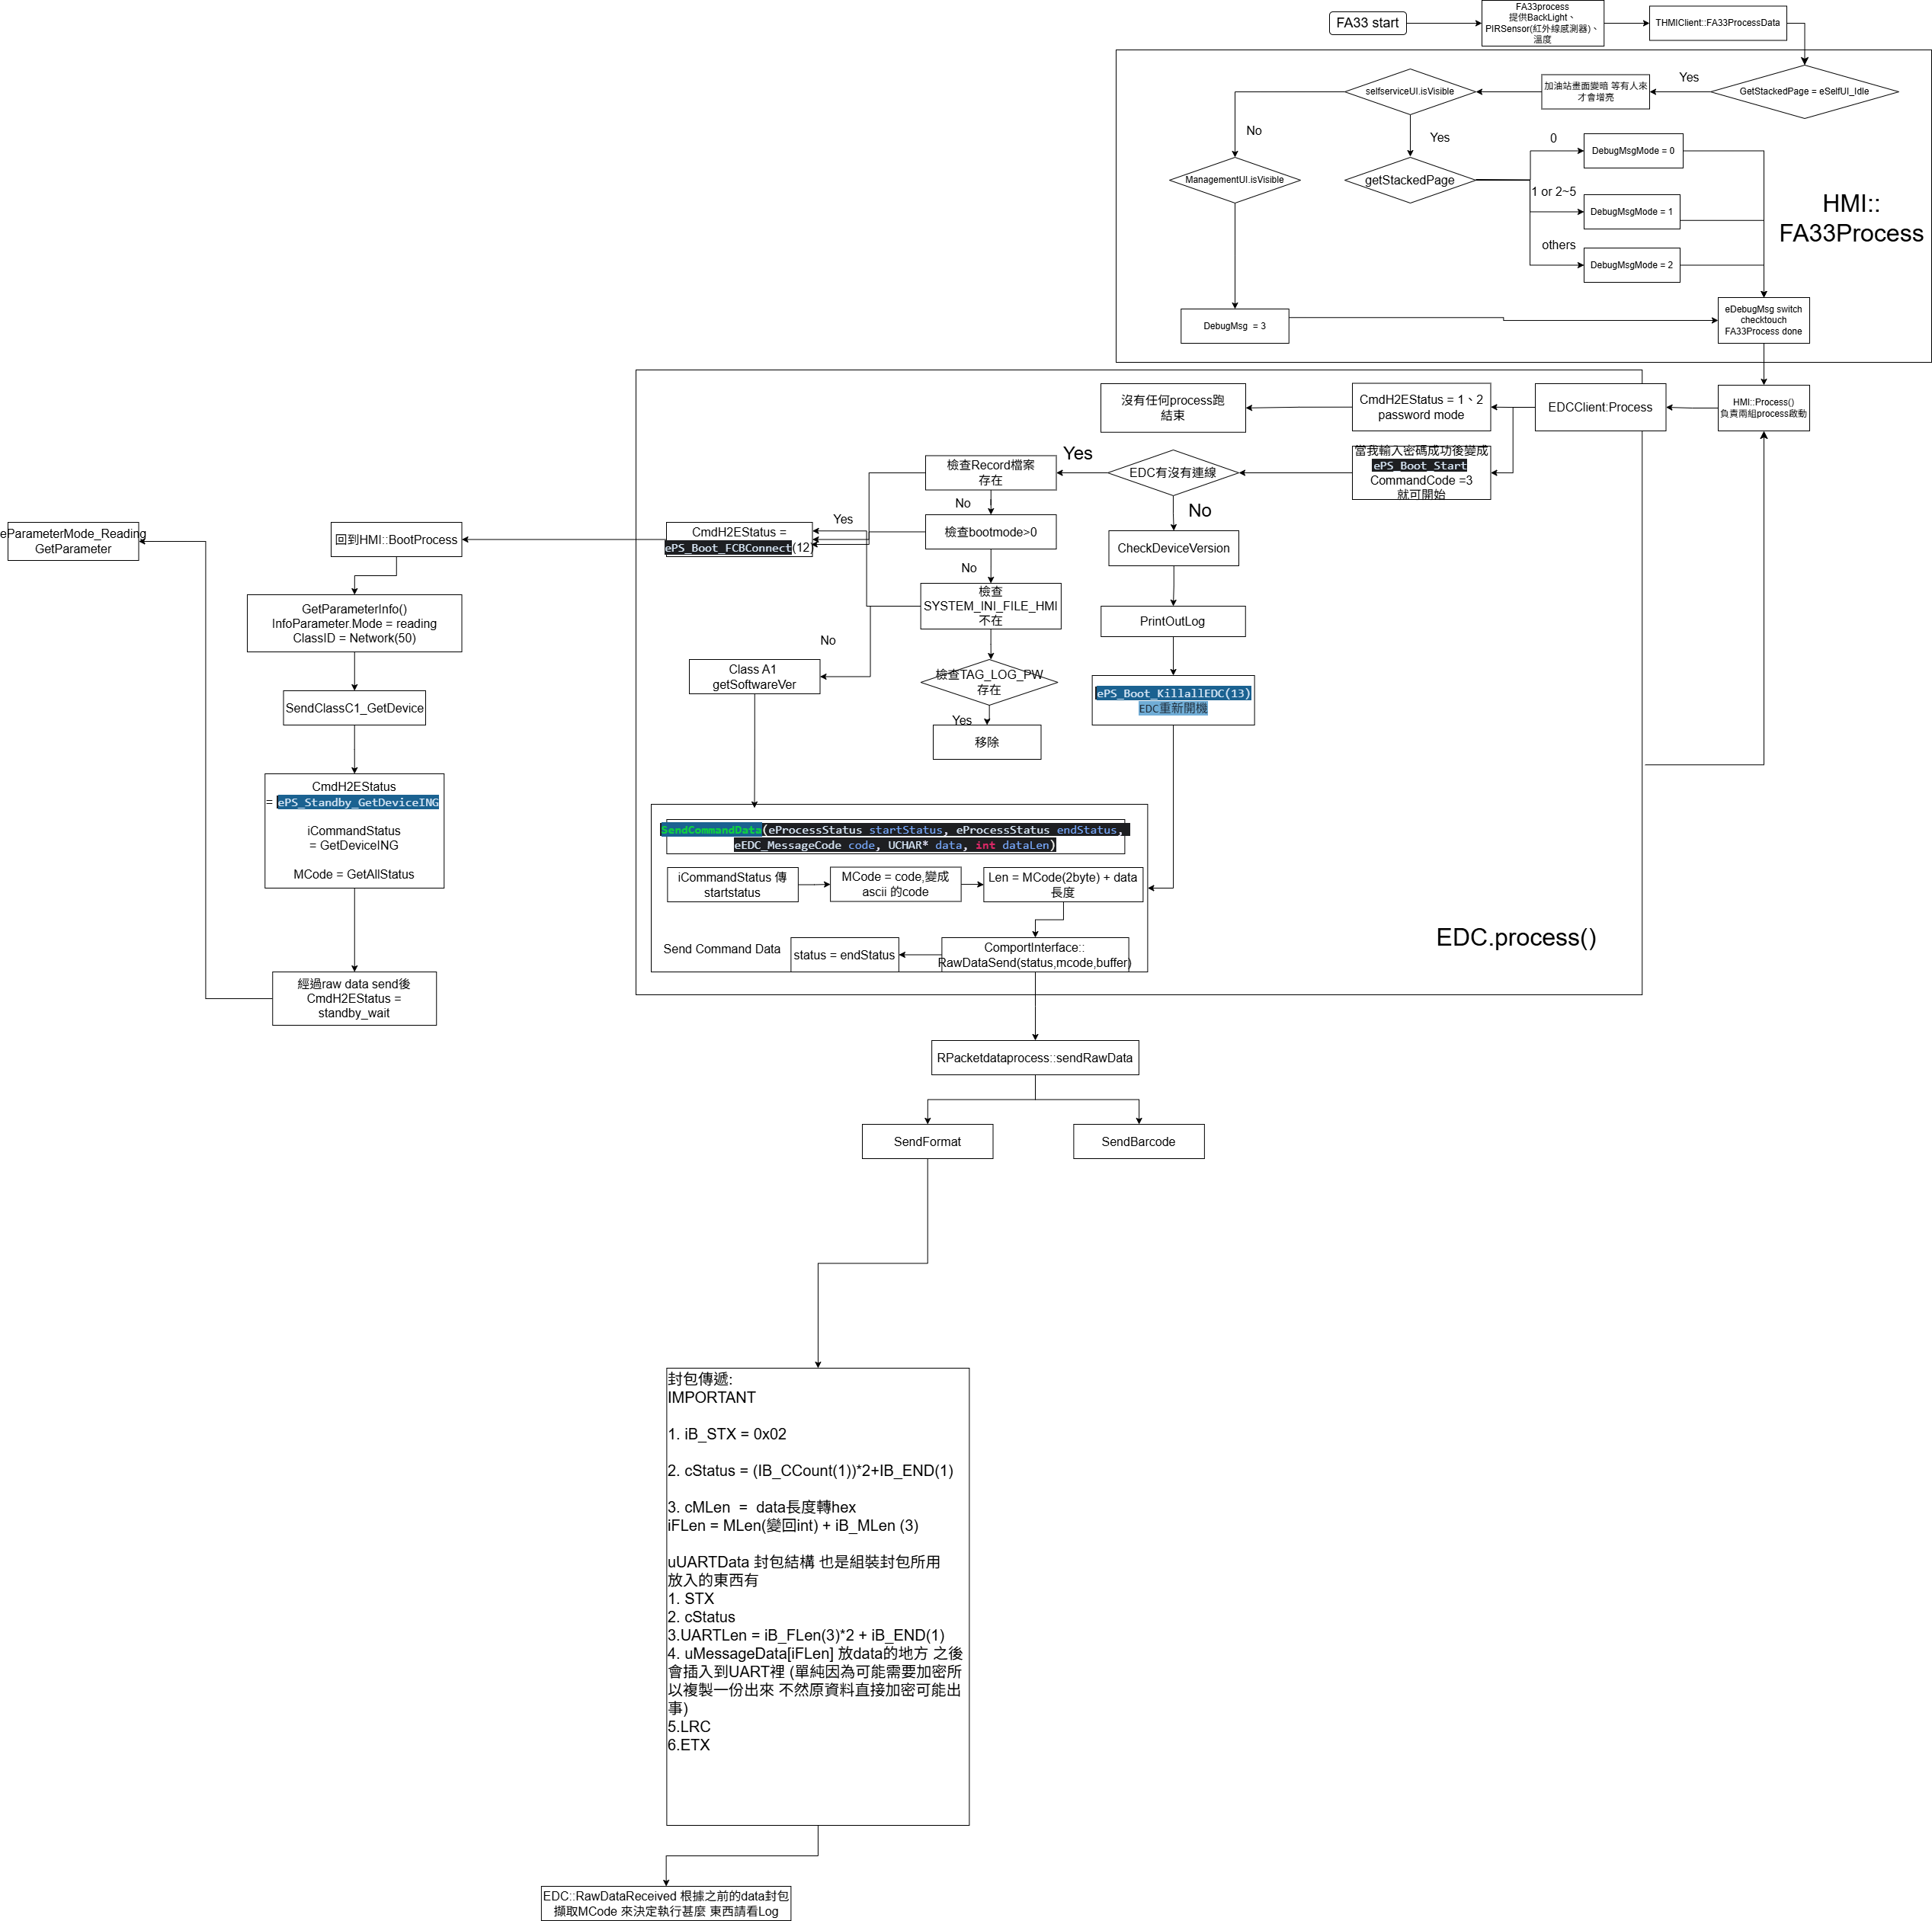 FA33 start
FA33process
提供BackLight、
PIRSensor(紅外線感測器)、
溫度
THMIClient::FA33ProcessData
GetStackedPage = eSelfUI_Idle
Yes
加油站畫面變暗 等有人來
才會增亮
selfserviceUI.isVisible
No
Yes
ManagementUI.isVisible
getStackedPage
0
DebugMsgMode = 0
1 or 2~5
DebugMsgMode = 1
others
DebugMsgMode = 2
HMI::
FA33Process
DebugMsg  = 3
eDebugMsg switch
checktouch
FA33Process done
HMI::Process()
負責兩組process啟動
EDCClient:Process
CmdH2EStatus = 1、2
password mode
沒有任何process跑
結束
當我輸入密碼成功後變成
ePS_Boot_Start
CommandCode =3
就可開始
EDC有沒有連線
Yes
No
檢查Record檔案
存在
No
檢查bootmode>0
No
檢查
SYSTEM_INI_FILE_HMI
不在
檢查TAG_LOG_PW
存在
Yes
移除
CheckDeviceVersion
PrintOutLog
ePS_Boot_KillallEDC(13)
EDC重新開機
Yes
CmdH2EStatus =
ePS_Boot_FCBConnect(12)
No
Class A1
getSoftwareVer
回到HMI::BootProcess
GetParameterInfo()
InfoParameter.Mode = reading
ClassID = Network(50)
SendClassC1_GetDevice
CmdH2EStatus
= ePS_Standby_GetDeviceING
iCommandStatus
= GetDeviceING
MCode = GetAllStatus
經過raw data send後
CmdH2EStatus =
standby_wait
eParameterMode_Reading
GetParameter
SendCommandData(eProcessStatus startStatus, eProcessStatus endStatus,
eEDC_MessageCode code, UCHAR* data, int dataLen)
iCommandStatus 傳
startstatus
MCode = code,變成
ascii 的code
Len = MCode(2byte) + data
長度
Send Command Data
status = endStatus
ComportInterface::
RawDataSend(status,mcode,buffer)
EDC.process()
RPacketdataprocess::sendRawData
SendFormat
SendBarcode
封包傳遞:
IMPORTANT
1. iB_STX = 0x02
2. cStatus = (IB_CCount(1))*2+IB_END(1)
3. cMLen  =  data長度轉hex
iFLen = MLen(變回int) + iB_MLen (3)
uUARTData 封包結構 也是組裝封包所用
放入的東西有
1. STX
2. cStatus
3.UARTLen = iB_FLen(3)*2 + iB_END(1)
4. uMessageData[iFLen] 放data的地方 之後
會插入到UART裡 (單純因為可能需要加密所
以複製一份出來 不然原資料直接加密可能出
事)
5.LRC
6.ETX
EDC::RawDataReceived 根據之前的data封包
擷取MCode 來決定執行甚麼 東西請看Log